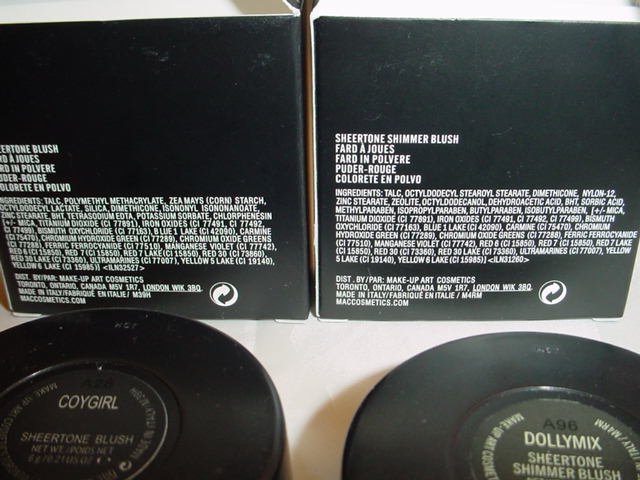 EERTONE BLUSH
RD À JOUES
RD IN POLVERE
UDER-ROUGE
OLORETE EN POLVO
INGREDIENTS: TALC, POLYMETHYL METHACRYLATE, ZEA MAYS (CORN) STARCH,
OCTYLDODECYL LACTATE, SILICA, DIMETHICONE, ISONONYL ISONONANOATE,
ZINC STEARATE, BHT, TETRASODIUM EDTA, POTASSIUM SORBATE, CHLORPHENESIN
TITANIUM DIOXIDE (CI 77891), IRON OXIDES (CI 77491, CI 77492,
CI 77499), BISMUTH OXYCHLORIDE (CI 77163), BLUE 1 LAKE (CI 42090), CARMINE
75470), CHROMIUM HYDROXIDE GREEN (CI 77289), CHROMIUM OXIDE GREENS
77288), FERRIC FERROCYANIDE (CI 77510), MANGANESE VIOLET (CI 77742),
RED 6 (CI 15850), RED 7 (CI 15850), RED 7 LAKE (CI 15850), RED 30 (CI 73360),
RED 30 LAKE (CI 73360), ULTRAMARINES (CI 77007), YELLOW 5 LAKE (CI 19140),
YELLOW 6 LAKE (CI 15985)) <ILN32527>
DIST. BY/PAR: MAKE-UP ART COSMETICS
TORONTO, ONTARIO, CANADA M5V 1R7, LONDON W1K 3BQ.
MADE IN ITALY/FABRIQUÉ EN ITALIE / M39H
MACCOSMETICS.COM
SHEERTONE SHIMMER BLUSH
FARD À JOUES
FARD IN POLVERE
PUDER-ROUGE
COLORETE EN POLVO
INGREDIENTS: TALC, OCTYLDODECYL STEAROYL STEARATE, DIMETHICONE, NYLON-12,
ZINC STEARATE, ZEOLITE, OCTYLDODECANOL, DEHYDROACETIC ACID, BHT, SORBIC ACID,
METHYLPARABEN, ISOPROPYLPARABEN, BUTYLPARABEN, ISOBUTYLPARABEN, [+/- MICA,
TITANIUM DIOXIDE (CI 77891), IRON OXIDES (CI 77491, CI 77492, CI 77499), BISMUTH
OXYCHLORIDE (CI 77163), BLUE 1 LAKE (CI 42090), CARMINE (CI 75470), CHROMIUM
HYDROXIDE GREEN (CI 77289), CHROMIUM OXIDE GREENS (CI 77288), FERRIC FERROCYANIDE
(CI 77510), MANGANESE VIOLET (CI 77742), RED 6 (CI 15850), RED 7 (CI 15850), RED 7 LAKE
(CI 15850), RED 30 (CI 73360), RED 30 LAKE (CI 73360), ULTRAMARINES (CI 77007), YELLOW
5 LAKE (CI 19140), YELLOW 6 LAKE (CI 15985)] <ILN31260>
DIST. BY/PAR: MAKE-UP ART COSMETICS
TORONTO, ONTARIO, CANADA M5V 1R7, LONDON W1K 3BQ.
MADE IN ITALY/FABRIQUÉ EN ITALIE / M4RM
MACCOSMETICS.COM
A28
COYGIRL
SHEERTONE BLUSH
NET WT./POIDS NET
6 g/0.21 US OZ
A96
DOLLYMIX
SHEERTONE
SHIMMER BLUSH